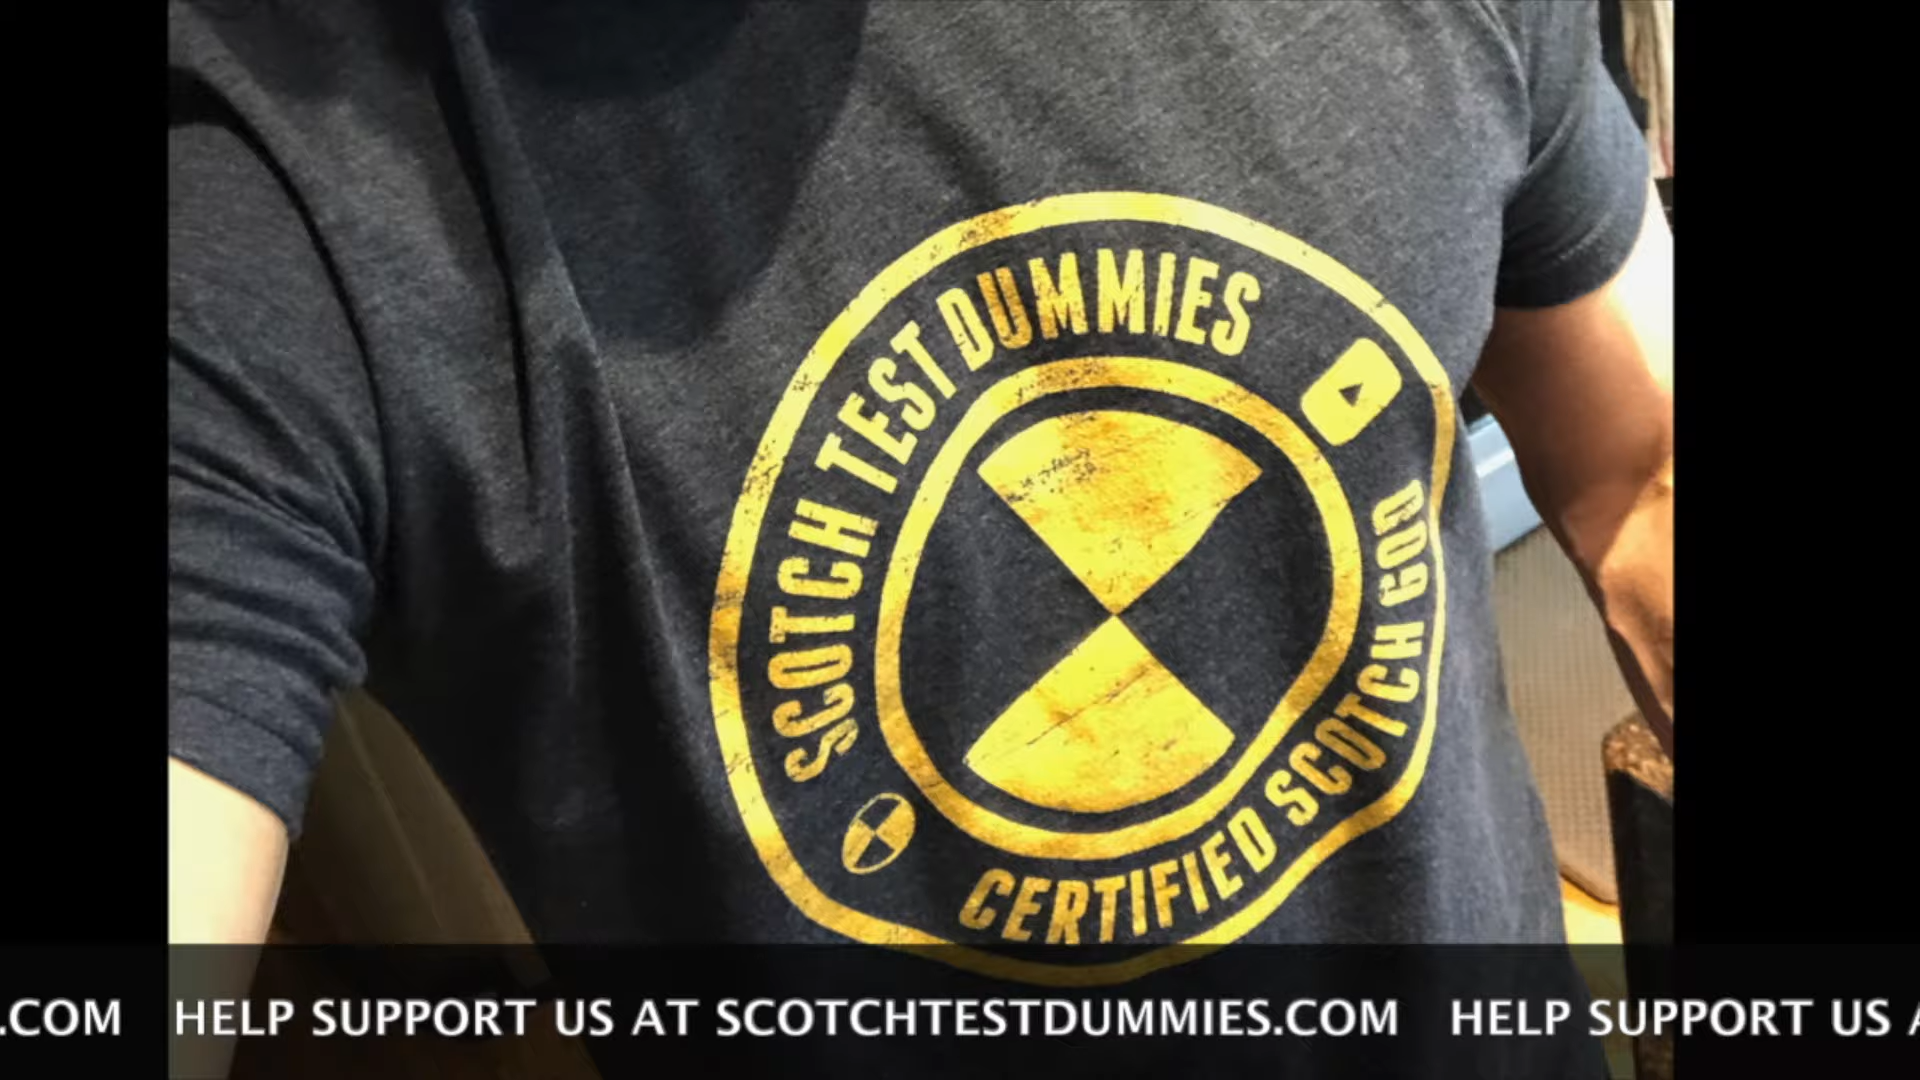 SCOTCH TEST DUMMIES
CERTIFIED SCOTCH GOD
.COM HELP SUPPORT US AT SCOTCHTESTDUMMIES.COM HELP SUPPORT US